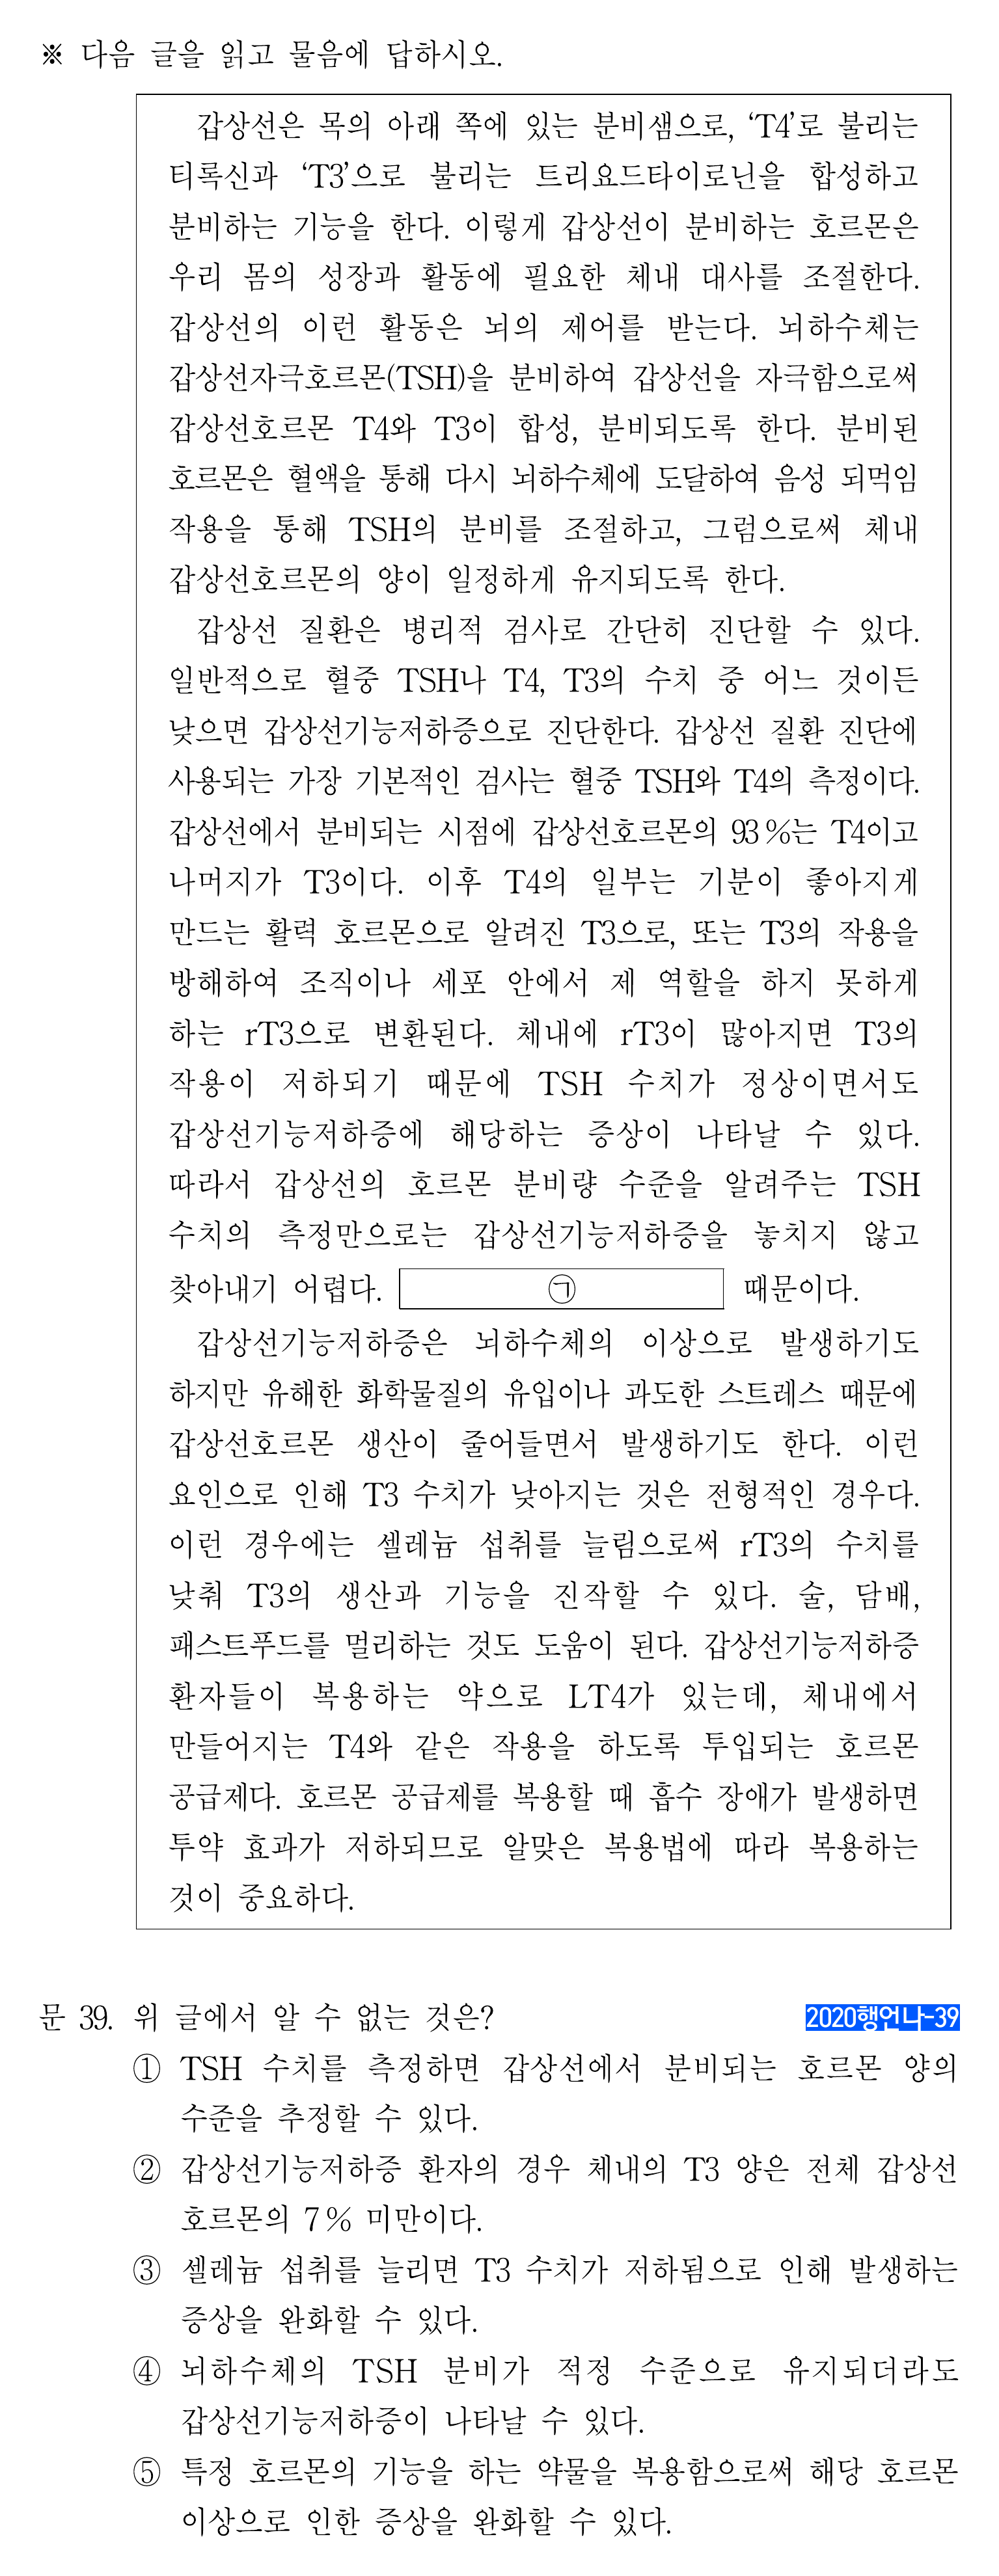 ※ 다음 글을 읽고 물음에 답하시오.
갑상선은 목의 아래 쪽에 있는 분비샘으로, ‘T4’로 불리는
티록신과 ‘T3’으로 불리는 트리요드타이로닌을 합성하고
분비하는 기능을 한다. 이렇게 갑상선이 분비하는 호르몬은
우리 몸의 성장과 활동에 필요한 체내 대사를 조절한다.
갑상선의 이런 활동은 뇌의 제어를 받는다. 뇌하수체는
갑상선자극호르몬(TSH)을 분비하여 갑상선을 자극함으로써
갑상선호르몬 T4와 T3이 합성, 분비되도록 한다. 분비된
호르몬은 혈액을 통해 다시 뇌하수체에 도달하여 음성 되먹임
작용을 통해 TSH의 분비를 조절하고, 그럼으로써 체내
갑상선호르몬의 양이 일정하게 유지되도록 한다.
갑상선 질환은 병리적 검사로 간단히 진단할 수 있다.
일반적으로 혈중 TSH나 T4, T3의 수치 중 어느 것이든
낮으면 갑상선기능저하증으로 진단한다. 갑상선 질환 진단에
사용되는 가장 기본적인 검사는 혈중 TSH와 T4의 측정이다.
갑상선에서 분비되는 시점에 갑상선호르몬의 93 %는 T4이고
나머지가 T3이다. 이후 T4의 일부는 기분이 좋아지게
만드는 활력 호르몬으로 알려진 T3으로, 또는 T3의 작용을
방해하여 조직이나 세포 안에서 제 역할을 하지 못하게
하는 rT3으로 변환된다. 체내에 rT3이 많아지면 T3의
작용이 저하되기 때문에 TSH 수치가 정상이면서도
갑상선기능저하증에 해당하는 증상이 나타날 수 있다.
따라서 갑상선의 호르몬 분비량 수준을 알려주는 TSH
수치의 측정만으로는 갑상선기능저하증을 놓치지 않고
찾아내기 어렵다. ㉠ 때문이다.
갑상선기능저하증은 뇌하수체의 이상으로 발생하기도
하지만 유해한 화학물질의 유입이나 과도한 스트레스 때문에
갑상선호르몬 생산이 줄어들면서 발생하기도 한다. 이런
요인으로 인해 T3 수치가 낮아지는 것은 전형적인 경우다.
이런 경우에는 셀레늄 섭취를 늘림으로써 rT3의 수치를
낮춰 T3의 생산과 기능을 진작할 수 있다. 술, 담배,
패스트푸드를 멀리하는 것도 도움이 된다. 갑상선기능저하증
환자들이 복용하는 약으로 LT4가 있는데, 체내에서
만들어지는 T4와 같은 작용을 하도록 투입되는 호르몬
공급제다. 호르몬 공급제를 복용할 때 흡수 장애가 발생하면
투약 효과가 저하되므로 알맞은 복용법에 따라 복용하는
것이 중요하다.
문 39. 위 글에서 알 수 없는 것은? 2020행언나-39
① TSH 수치를 측정하면 갑상선에서 분비되는 호르몬 양의
수준을 추정할 수 있다.
② 갑상선기능저하증 환자의 경우 체내의 T3 양은 전체 갑상선
호르몬의 7 % 미만이다.
③ 셀레늄 섭취를 늘리면 T3 수치가 저하됨으로 인해 발생하는
증상을 완화할 수 있다.
④ 뇌하수체의 TSH 분비가 적정 수준으로 유지되더라도
갑상선기능저하증이 나타날 수 있다.
⑤ 특정 호르몬의 기능을 하는 약물을 복용함으로써 해당 호르몬
이상으로 인한 증상을 완화할 수 있다.